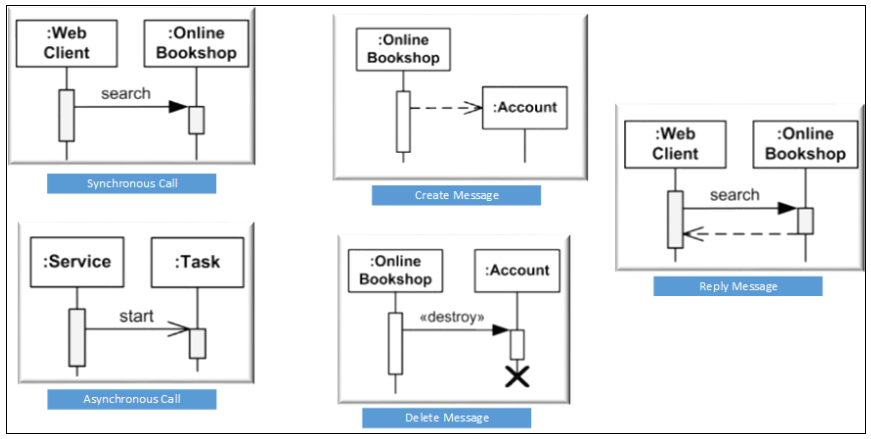 :Web
Client
:Online
Bookshop
search
Synchronous Call
:Online
Bookshop
:Account
Create Message
:Web
Client
:Online
Bookshop
search
Reply Message
:Service
:Task
start
Asynchronous Call
:Online
Bookshop
:Account
«destroy»
Delete Message